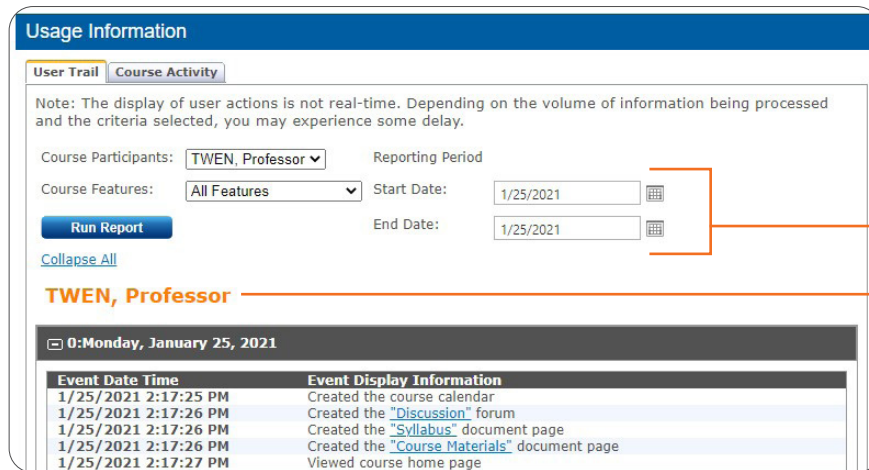 Usage Information
User Trail Course Activity
Note: The display of user actions is not real-time. Depending on the volume of information being processed
and the criteria selected, you may experience some delay.
Course Participants: TWEN, Professor Reporting Period
Course Features: All Features Start Date: 1/25/2021
Run Report End Date: 1/25/2021
Collapse All
TWEN, Professor
0:Monday, January 25, 2021
Event Date Time Event Display Information
1/25/2021 2:17:25 PM Created the course calendar
1/25/2021 2:17:26 PM Created the "Discussion" forum
1/25/2021 2:17:26 PM Created the "Syllabus" document page
1/25/2021 2:17:26 PM Created the "Course Materials" document page
1/25/2021 2:17:27 PM Viewed course home page